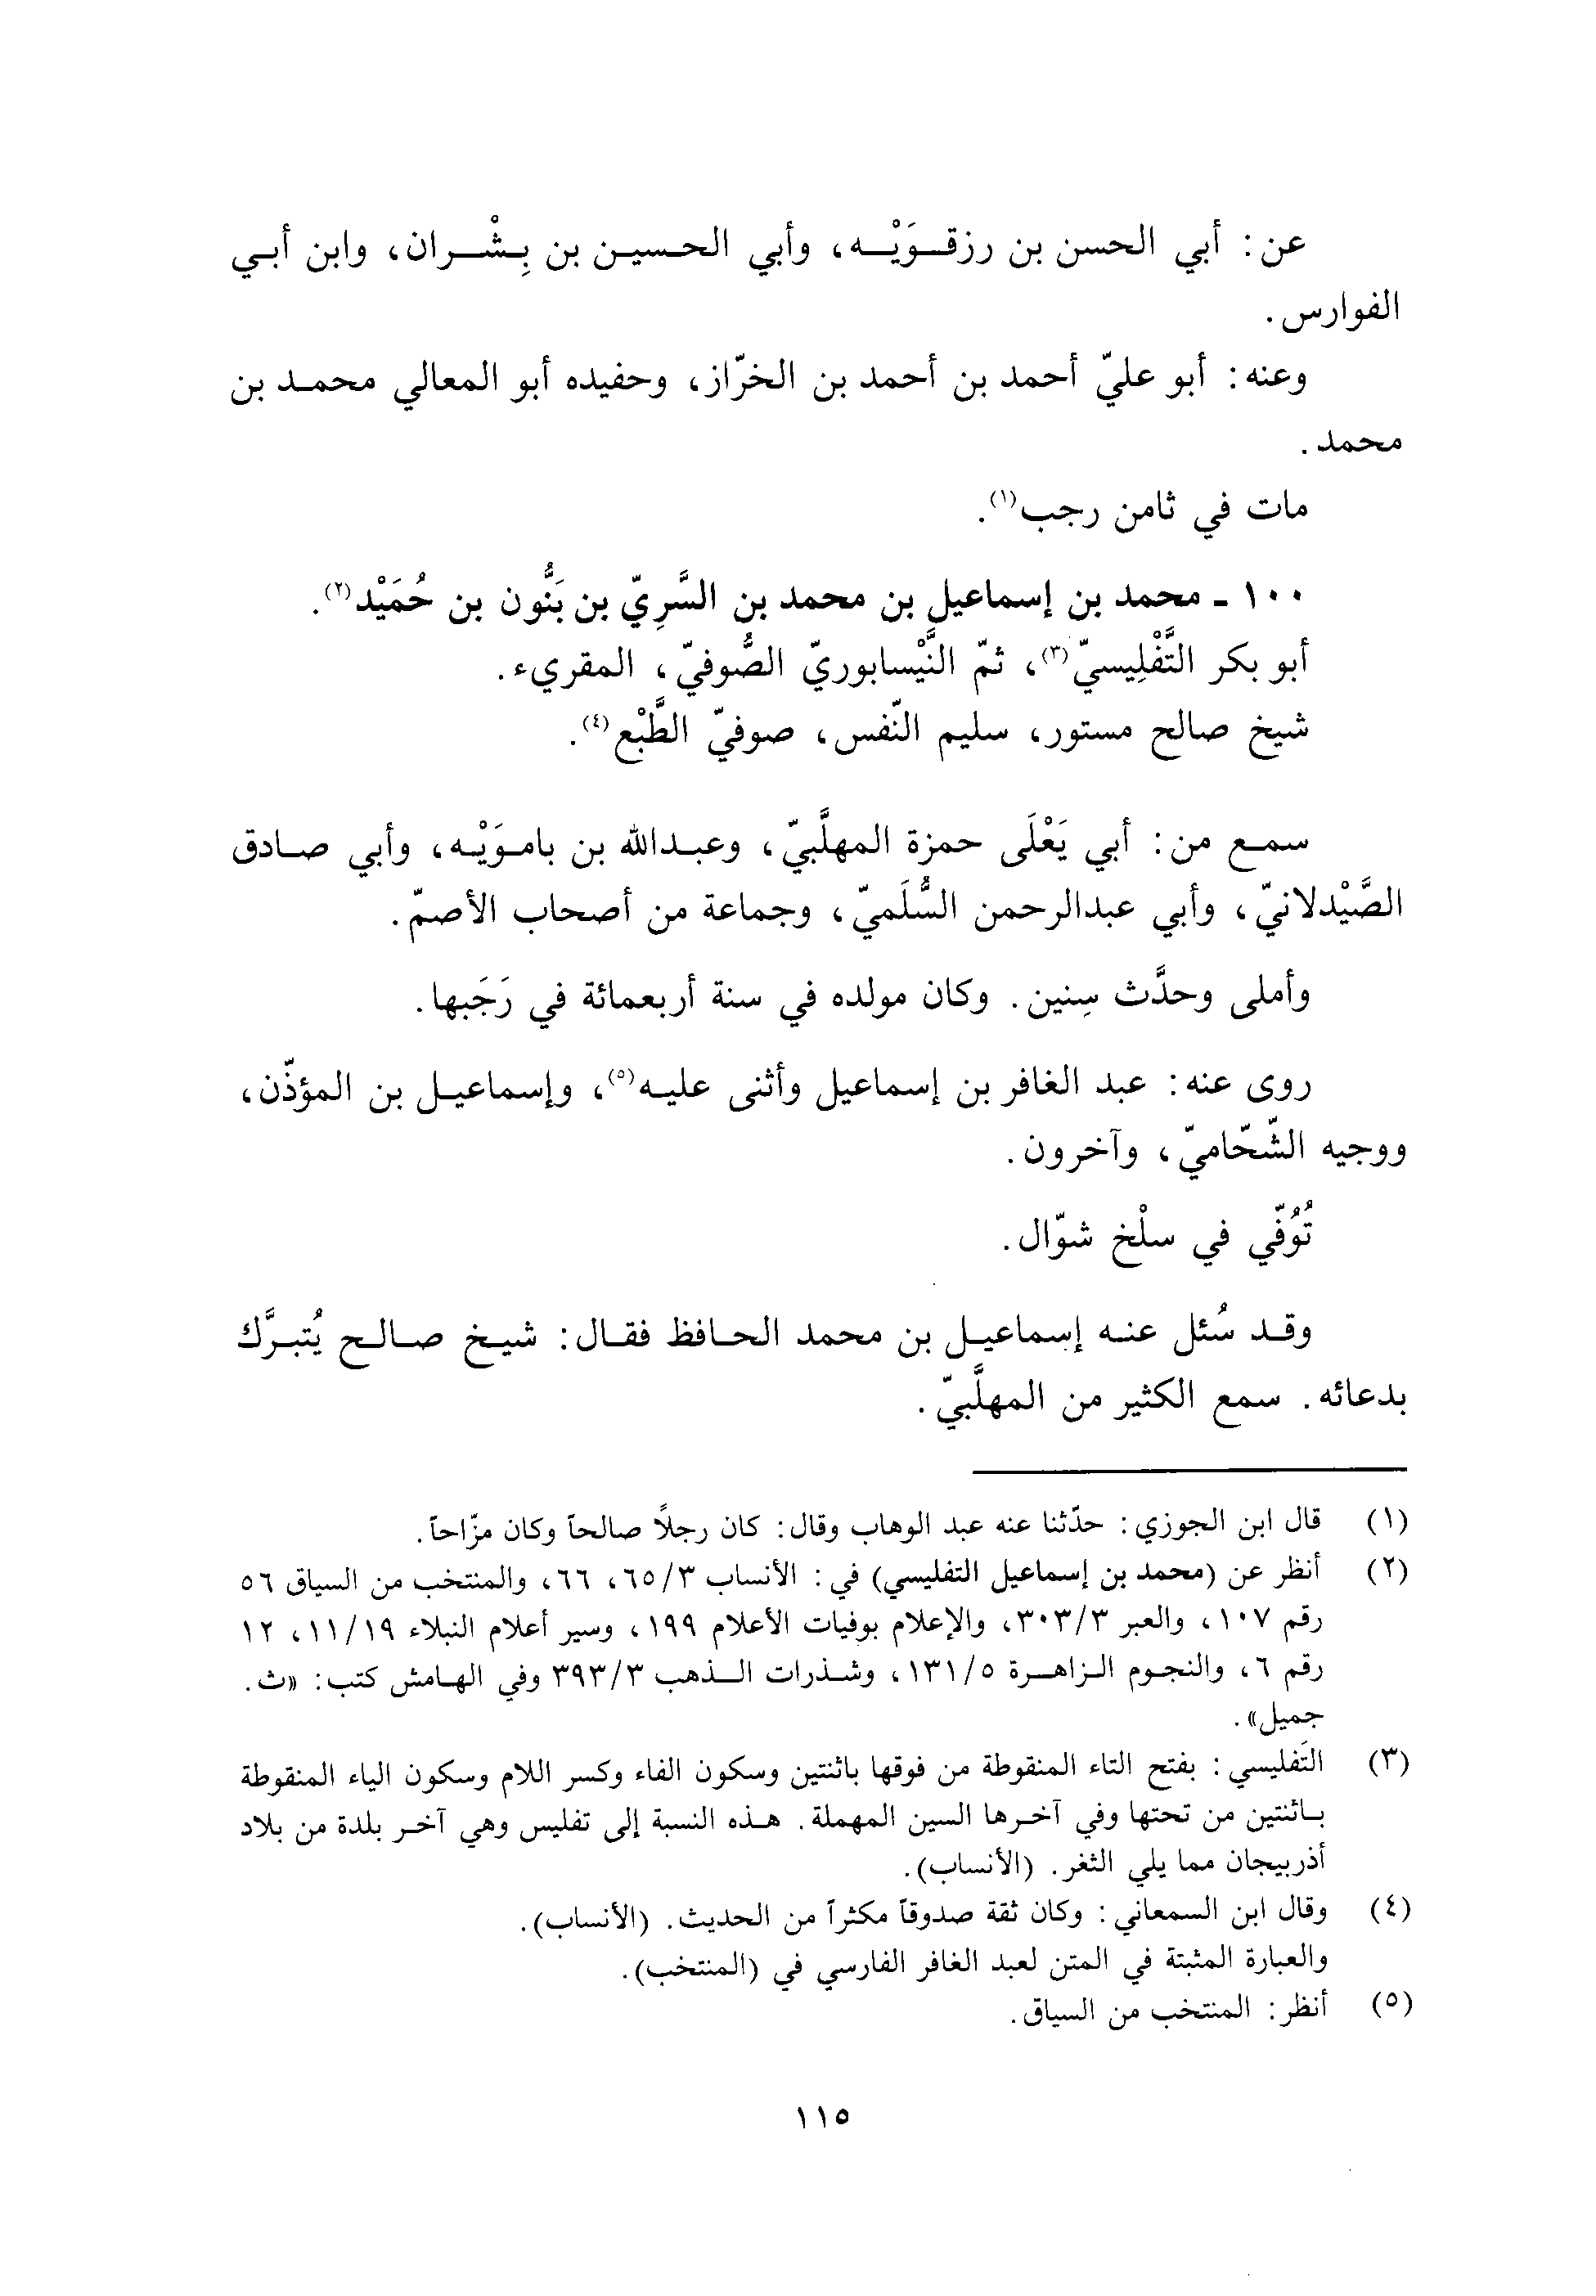 عن: أبي الحسن بن رزقوَيْه، وأبي الحسين بن بِشْران، وابن أبي
الفوارس.
وعنه: أبو عليّ أحمد بن أحمد بن الخرّاز، وحفيده أبو المعالي محمد بن
محمد.
مات في ثامن رجب(١).
١٠٠ ـ محمد بن إسماعيل بن محمد بن السَّرِيّ بن بَنُّون بن حُمَيْد(٢).
أبو بكر التَّفْلِيسيّ(٣)، ثمّ النَّيْسابوريّ الصُّوفيّ، المقريء.
شيخ صالح مستور، سليم النّفس، صوفيّ الطَّبْع(٤).
سمع من: أبي يَعْلَى حمزة المهلَّبيّ، وعبدالله بن بامويْه، وأبي صادق
الصَّيْدلانيّ، وأبي عبدالرحمن السُّلَميّ، وجماعة من أصحاب الأصمّ.
وأملى وحدَّث سِنين. وكان مولده في سنة أربعمائة في رَجَبها.
روى عنه: عبد الغافر بن إسماعيل وأثنى عليه(٥)، وإسماعيل بن المؤذّن،
ووجيه الشّحّاميّ، وآخرون.
تُوُفّي في سلْخ شوّال.
وقد سُئل عنه إسماعيل بن محمد الحافظ فقال: شيخ صالح يُتبرَّك
بدعائه. سمع الكثير من المهلَّبيّ.
(١) قال ابن الجوزي: حدّثنا عنه عبد الوهاب وقال: كان رجلاً صالحاً وكان مزّاحاً.
(٢) أنظر عن (محمد بن إسماعيل التفليسي) في: الأنساب ٦٥/٣، ٦٦، والمنتخب من السياق ٥٦
رقم ١٠٧، والعبر ٣٠٣/٣، والإعلام بوفيات الأعلام ١٩٩، وسير أعلام النبلاء ١١/١٩، ١٢
رقم ٦، والنجوم الزاهرة ١٣١/٥، وشذرات الذهب ٣٩٣/٣ وفي الهامش كتب: «ث.
جميل».
(٣) التَفليسي: بفتح التاء المنقوطة من فوقها باثنتين وسكون الفاء وكسر اللام وسكون الياء المنقوطة
باثنتين من تحتها وفي آخرها السين المهملة. هذه النسبة إلى تفليس وهي آخر بلدة من بلاد
أذربيجان مما يلي الثغر. (الأنساب).
(٤) وقال ابن السمعاني: وكان ثقة صدوقاً مكثراً من الحديث. (الأنساب).
والعبارة المثبتة في المتن لعبد الغافر الفارسي في (المنتخب).
(٥) أنظر: المنتخب من السياق.
١١٥